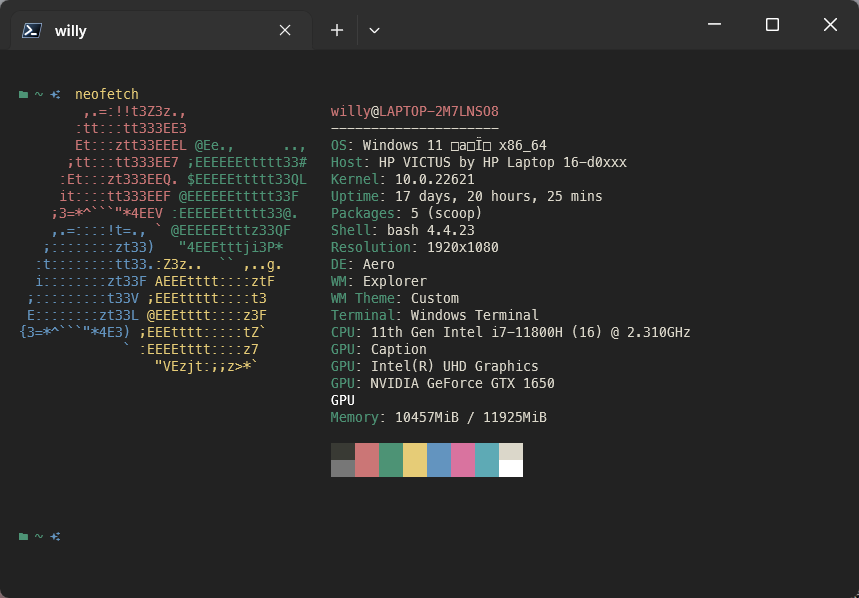 willy
~ neofetch
,.=:!!t3Z3z.,
:tt:::tt333EE3
Et:::ztt33EEEL @Ee., ..,
;tt:::tt333EE7 ;EEEEEEttttt33#
:Et:::zt333EEQ. $EEEEEttttt33QL
it::::tt333EEF @EEEEEEttttt33F
;3=*^```"*4EEV :EEEEEEttttt33@.
,.=::::!t=., ` @EEEEEEtttz33QF
;::::::::zt33) "4EEEtttji3P*
:t::::::::tt33.:Z3z.. `` ,..g.
i::::::::zt33F AEEEtttt::::ztF
;:::::::::t33V ;EEEttttt::::t3
E::::::::zt33L @EEEtttt::::z3F
{3=*^```"*4E3) ;EEEtttt:::::tZ`
` :EEEEtttt::::z7
"VEzjt:;;z>*`
willy@LAPTOP-2M7LNSO8
---------------------
OS: Windows 11 □a□Ï□ x86_64
Host: HP VICTUS by HP Laptop 16-d0xxx
Kernel: 10.0.22621
Uptime: 17 days, 20 hours, 25 mins
Packages: 5 (scoop)
Shell: bash 4.4.23
Resolution: 1920x1080
DE: Aero
WM: Explorer
WM Theme: Custom
Terminal: Windows Terminal
CPU: 11th Gen Intel i7-11800H (16) @ 2.310GHz
GPU: Caption
GPU: Intel(R) UHD Graphics
GPU: NVIDIA GeForce GTX 1650
GPU
Memory: 10457MiB / 11925MiB
~